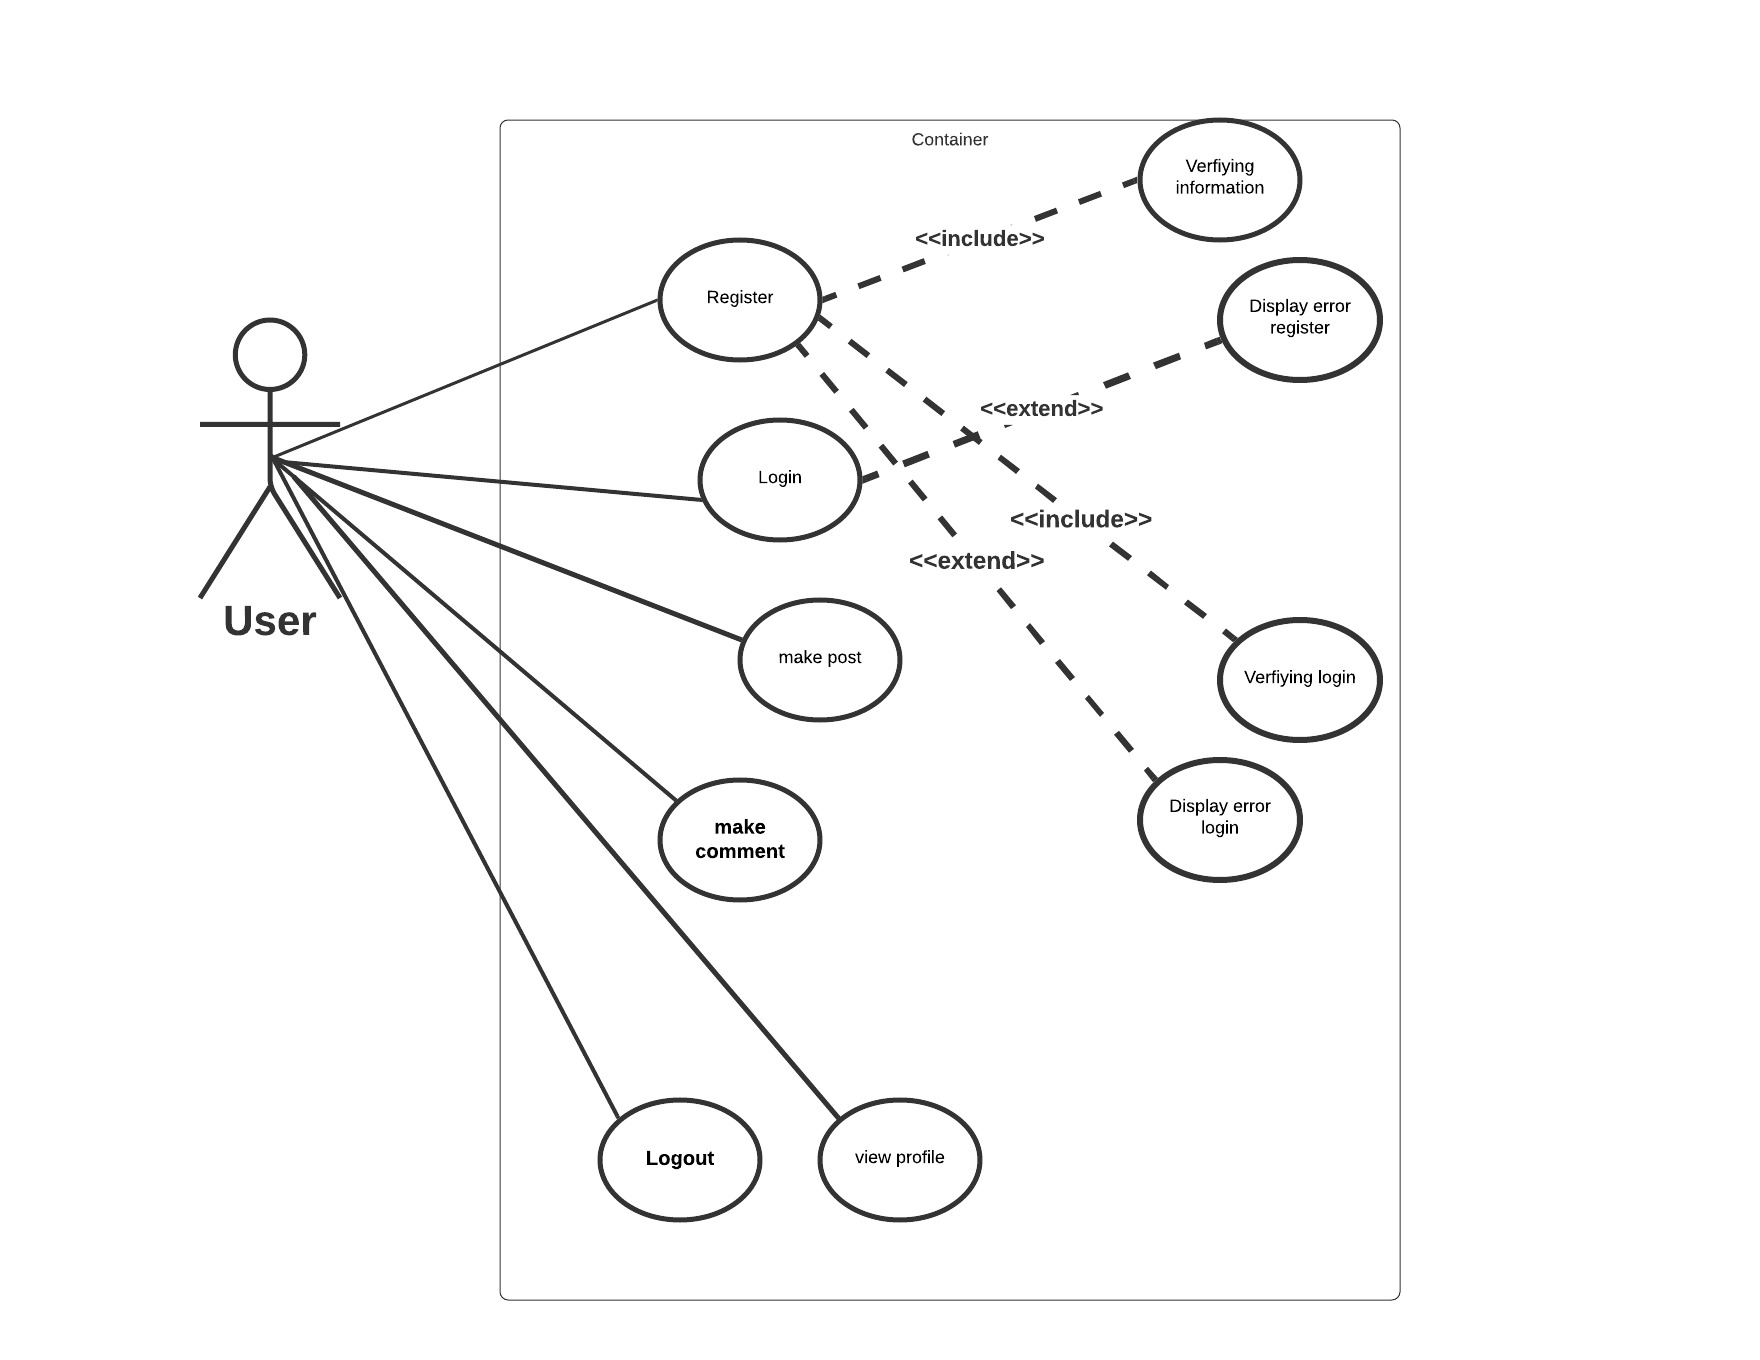 Container
Verfiying
information
<<include>>
Register
Display error
register
<<extend>>
Login
<<include>>
<<extend>>
User
make post
Verfiying login
Display error
login
make
comment
Logout
view profile